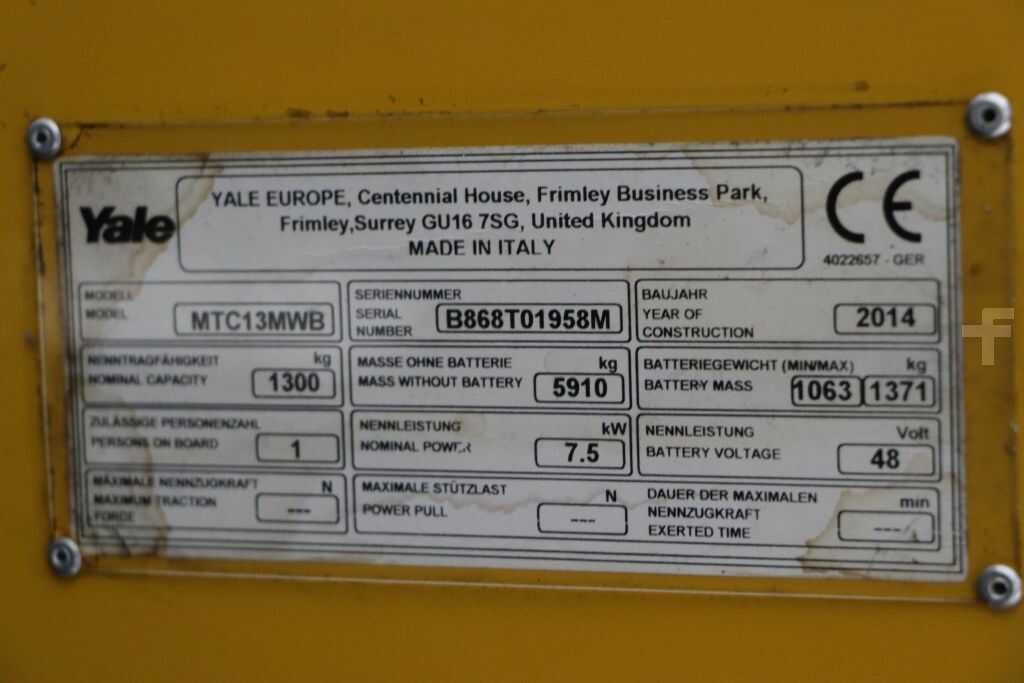 Yale
YALE EUROPE, Centennial House, Frimley Business Park,
Frimley,Surrey GU16 7SG, United Kingdom
MADE IN ITALY
CE
4022657 - GER
MODELL
MODEL
MTC13MWB
SERIENNUMMER
SERIAL
NUMBER
B868T01958M
BAUJAHR
YEAR OF
CONSTRUCTION
2014
NENNTRAGFÄHIGKEIT kg
NOMINAL CAPACITY 1300
MASSE OHNE BATTERIE kg
MASS WITHOUT BATTERY 5910
BATTERIEGEWICHT (MIN/MAX) kg
BATTERY MASS 1063 1371
ZULÄSSIGE PERSONENZAHL
PERSONS ON BOARD 1
NENNLEISTUNG kW
NOMINAL POWER 7.5
NENNLEISTUNG Volt
BATTERY VOLTAGE 48
MAXIMALE NENNZUGKRAFT N
MAXIMUM TRACTION
FORCE
---
MAXIMALE STÜTZLAST N
POWER PULL
---
DAUER DER MAXIMALEN min
NENNZUGKRAFT
EXERTED TIME
---